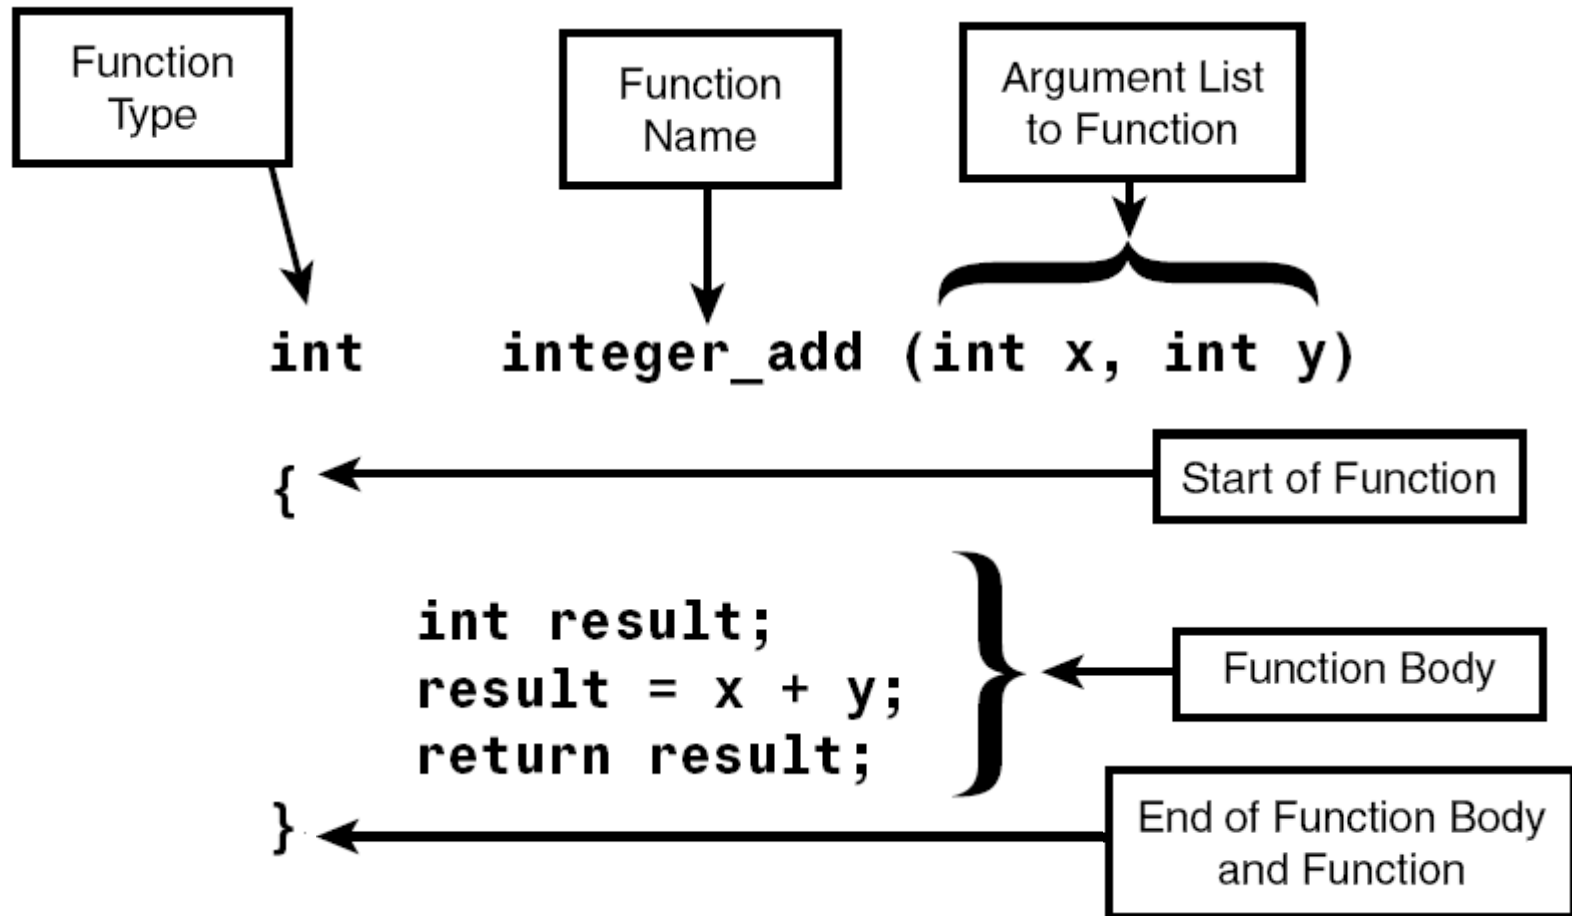 Function
Type
Function
Name
Argument List
to Function
int integer_add (int x, int y)
{
Start of Function
int result;
result = x + y;
return result;
Function Body
}
End of Function Body
and Function